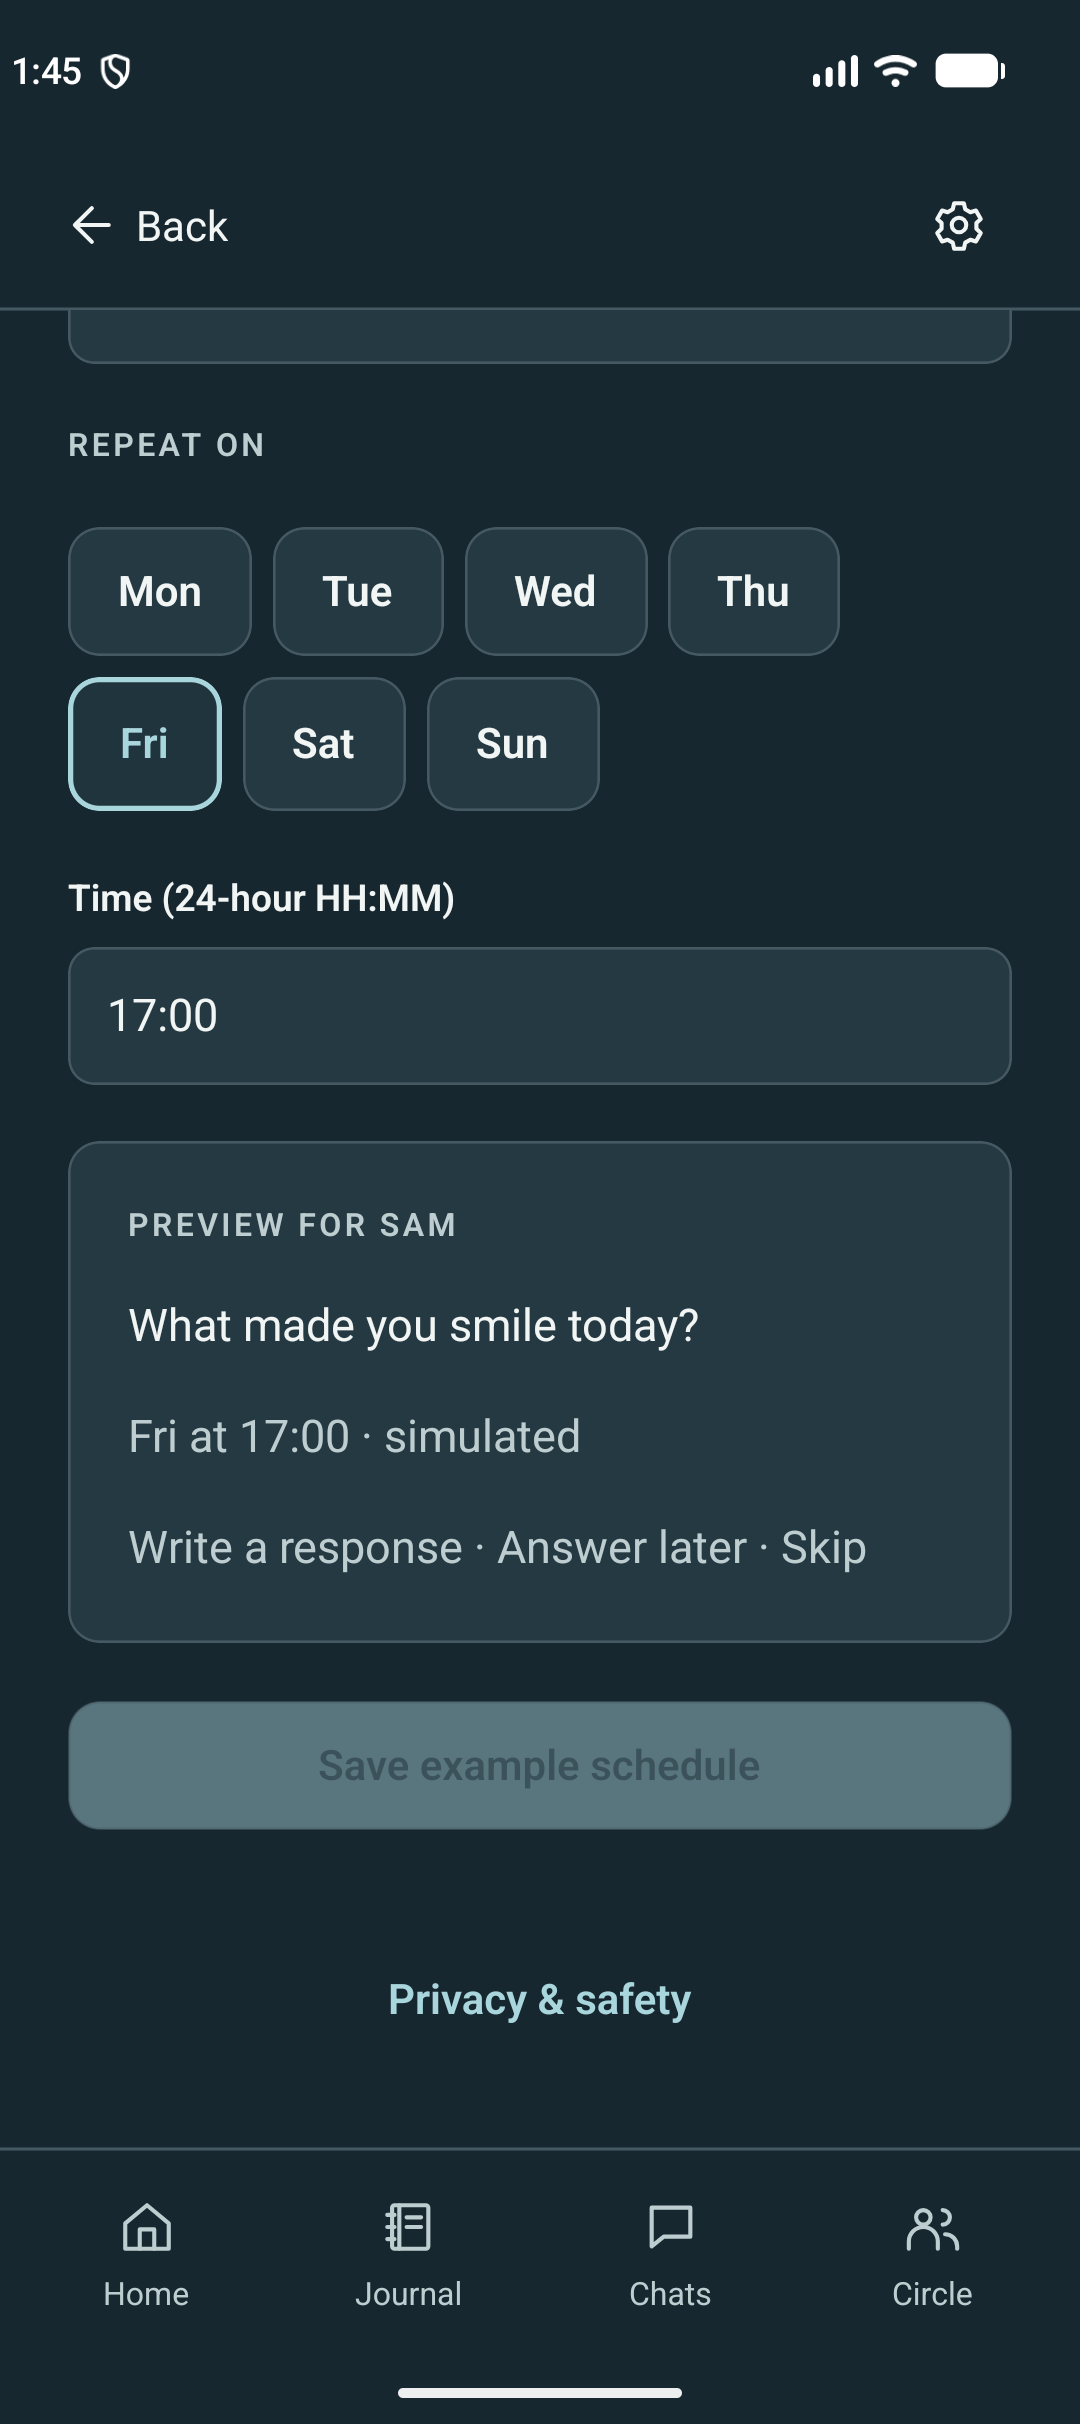 1:45
Back
REPEAT ON
Mon Tue Wed Thu
Fri Sat Sun
Time (24-hour HH:MM)
17:00
PREVIEW FOR SAM
What made you smile today?
Fri at 17:00 · simulated
Write a response · Answer later · Skip
Save example schedule
Privacy & safety
Home Journal Chats Circle